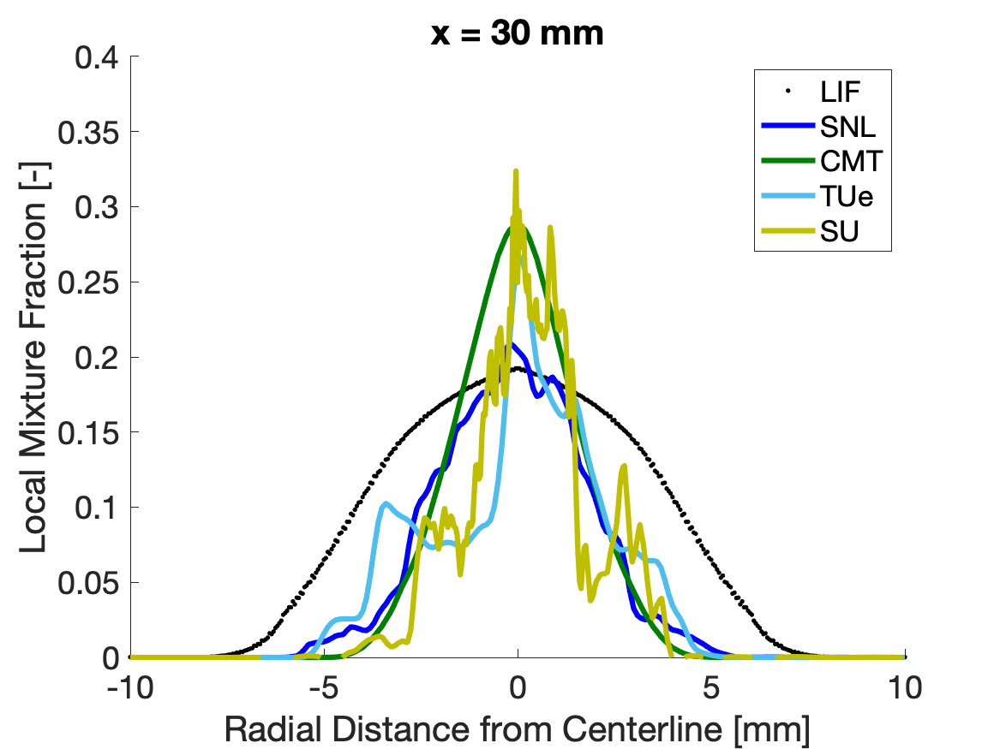 x = 30 mm
Local Mixture Fraction [-]
0.4
0.35
0.3
0.25
0.2
0.15
0.1
0.05
0
-10
-5
0
5
10
Radial Distance from Centerline [mm]
LIF
SNL
CMT
TUe
SU